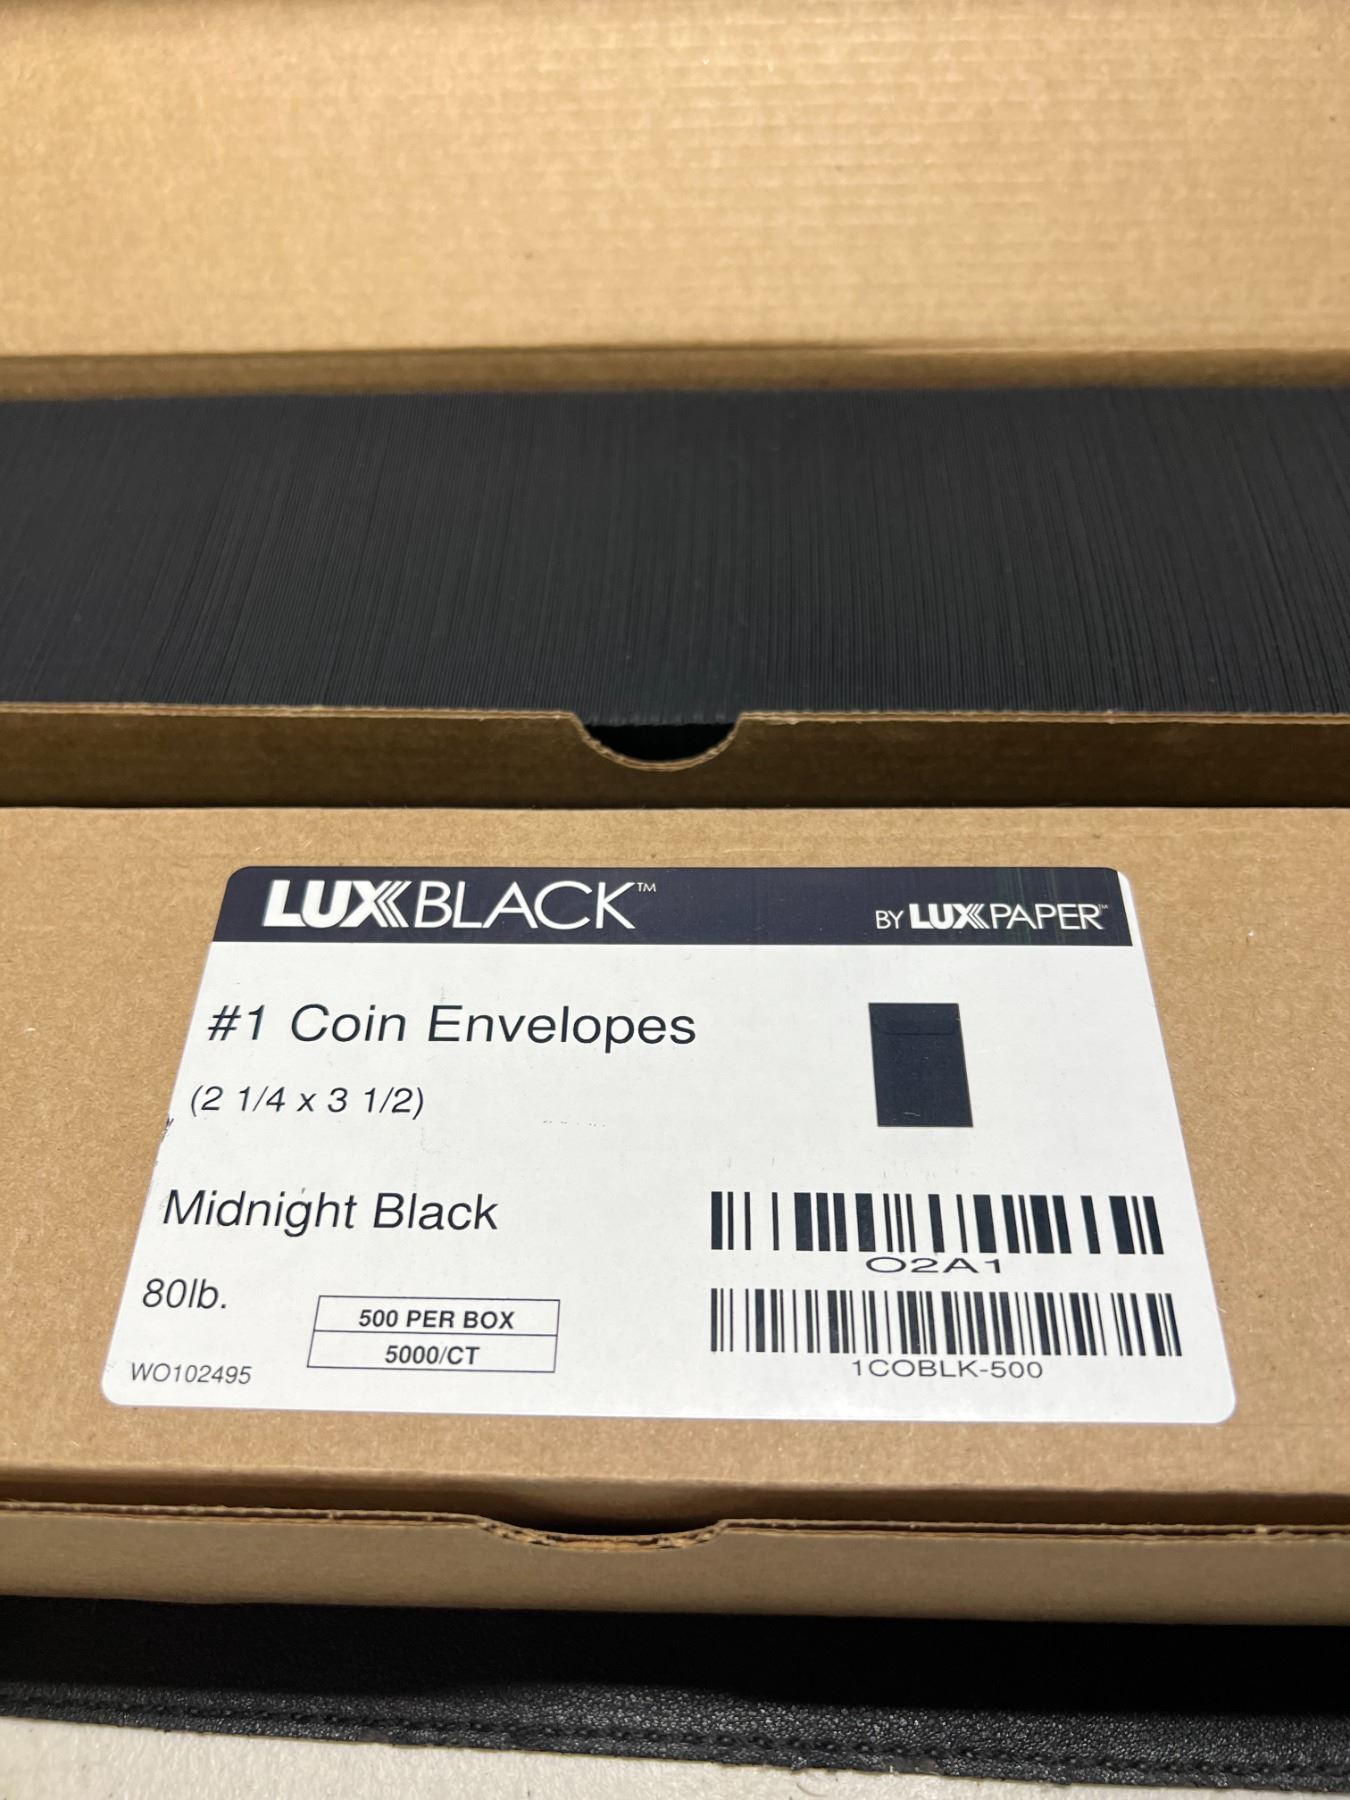 LUXBLACK™
BY LUXPAPER™
#1 Coin Envelopes
(2 1/4 x 3 1/2)
Midnight Black
80lb.
500 PER BOX
5000/CT
WO102495
O2A1
1COBLK-500